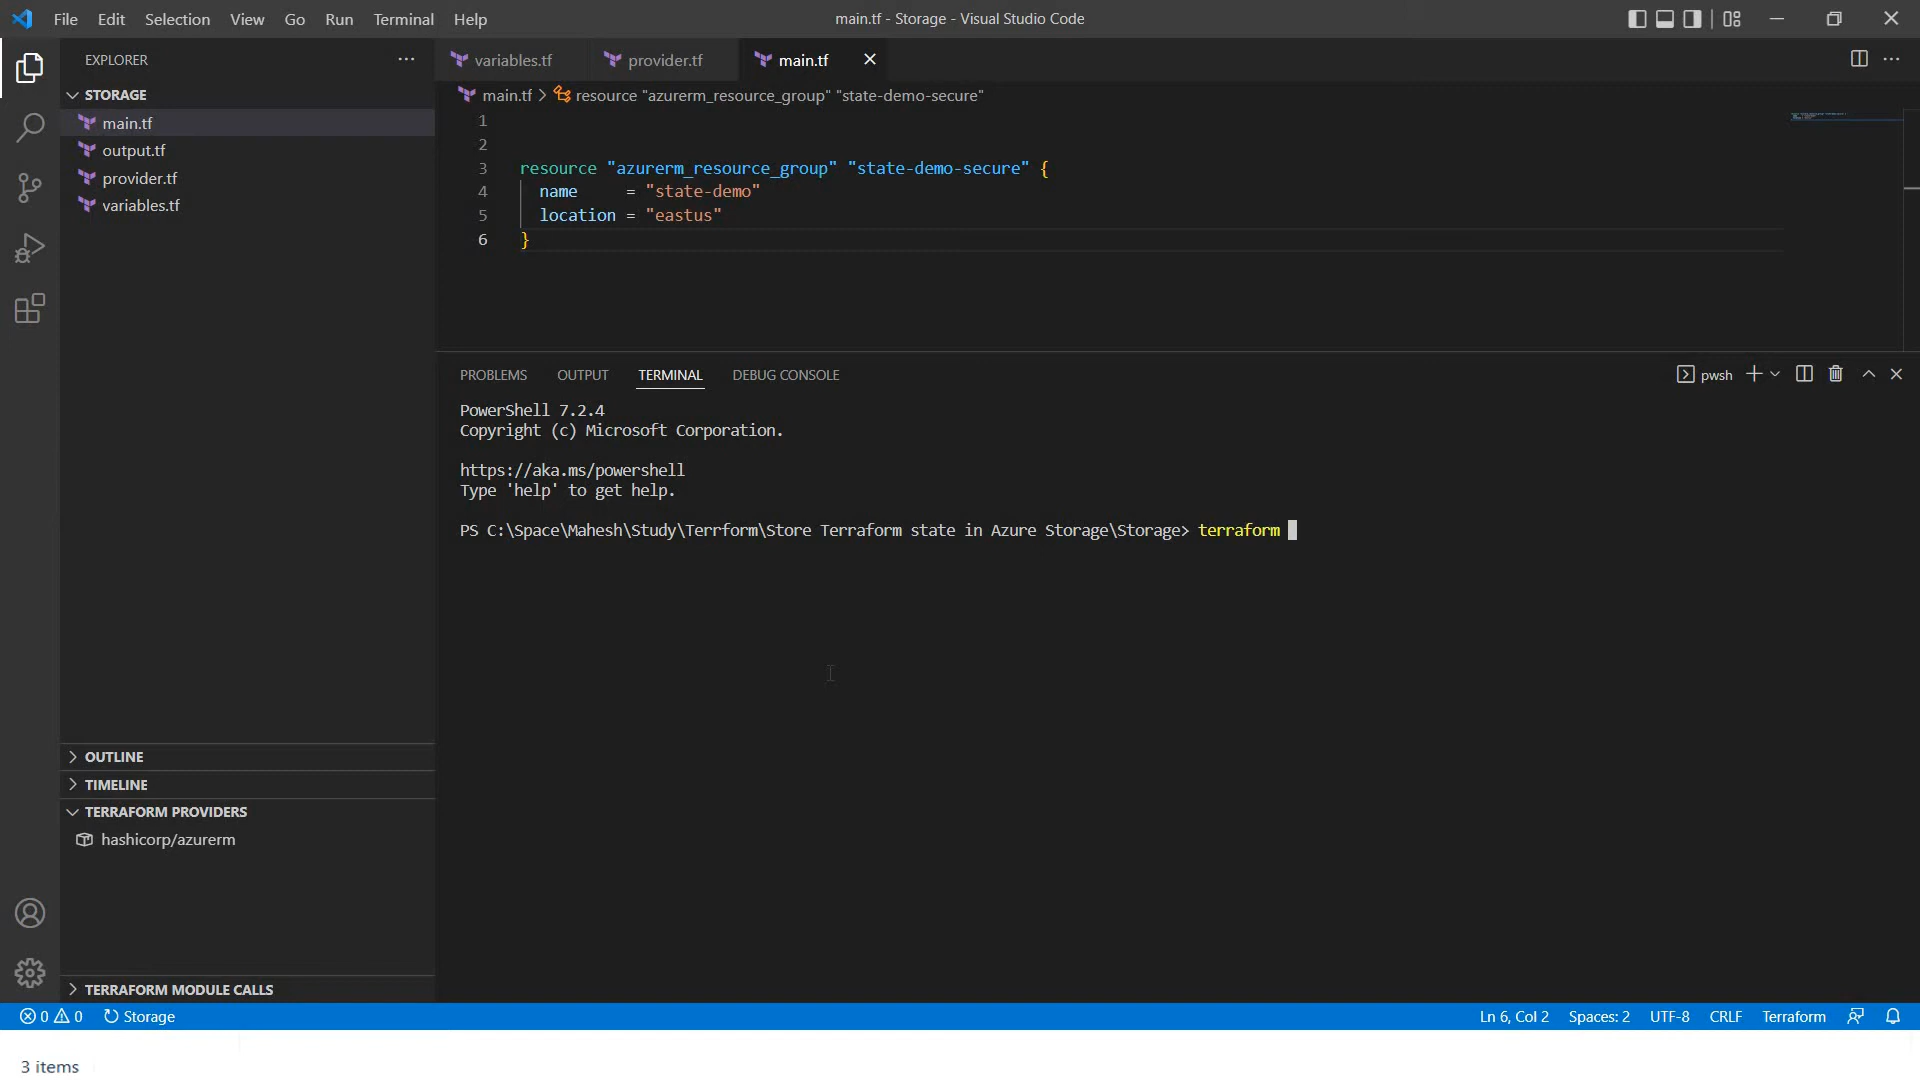 File Edit Selection View Go Run Terminal Help
main.tf - Storage - Visual Studio Code
EXPLORER
variables.tf
provider.tf
main.tf
STORAGE
main.tf
output.tf
provider.tf
variables.tf
main.tf > resource "azurerm_resource_group" "state-demo-secure"
1
2
3 resource "azurerm_resource_group" "state-demo-secure" {
4 name = "state-demo"
5 location = "eastus"
6 }
PROBLEMS OUTPUT TERMINAL DEBUG CONSOLE
pwsh
PowerShell 7.2.4
Copyright (c) Microsoft Corporation.
https://aka.ms/powershell
Type 'help' to get help.
PS C:\Space\Mahesh\Study\Terrform\Store Terraform state in Azure Storage\Storage> terraform
OUTLINE
TIMELINE
TERRAFORM PROVIDERS
hashicorp/azurerm
TERRAFORM MODULE CALLS
0 0 Storage
Ln 6, Col 2 Spaces: 2 UTF-8 CRLF Terraform
3 items